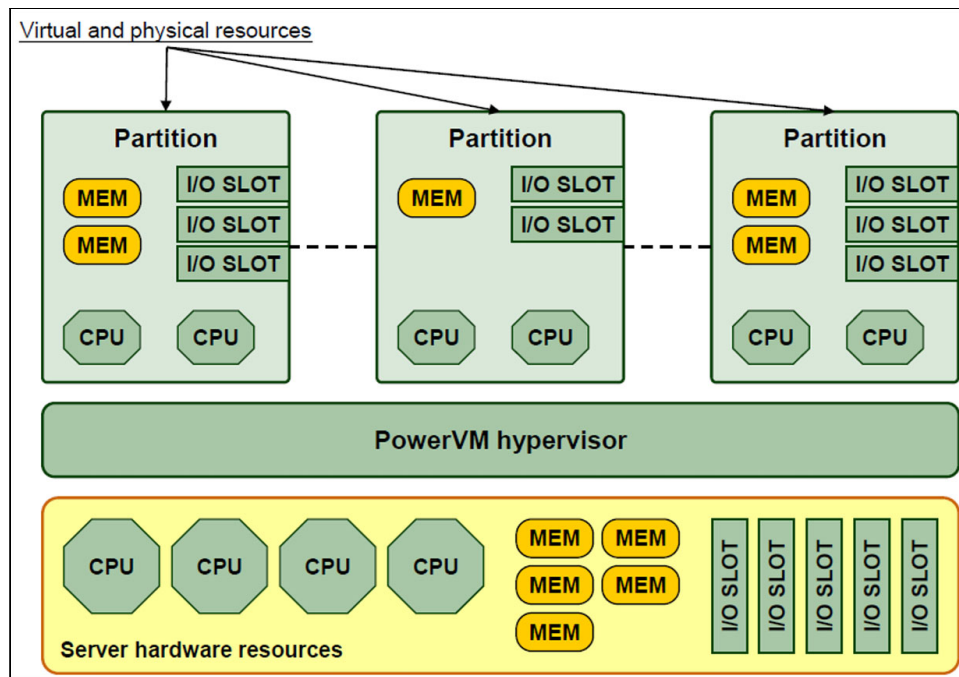 Virtual and physical resources
Partition
MEM
MEM
I/O SLOT
I/O SLOT
I/O SLOT
CPU
CPU
Partition
MEM
I/O SLOT
I/O SLOT
CPU
CPU
Partition
MEM
MEM
I/O SLOT
I/O SLOT
I/O SLOT
CPU
CPU
PowerVM hypervisor
CPU
CPU
CPU
CPU
MEM
MEM
MEM
MEM
MEM
I/O SLOT
I/O SLOT
I/O SLOT
I/O SLOT
I/O SLOT
Server hardware resources